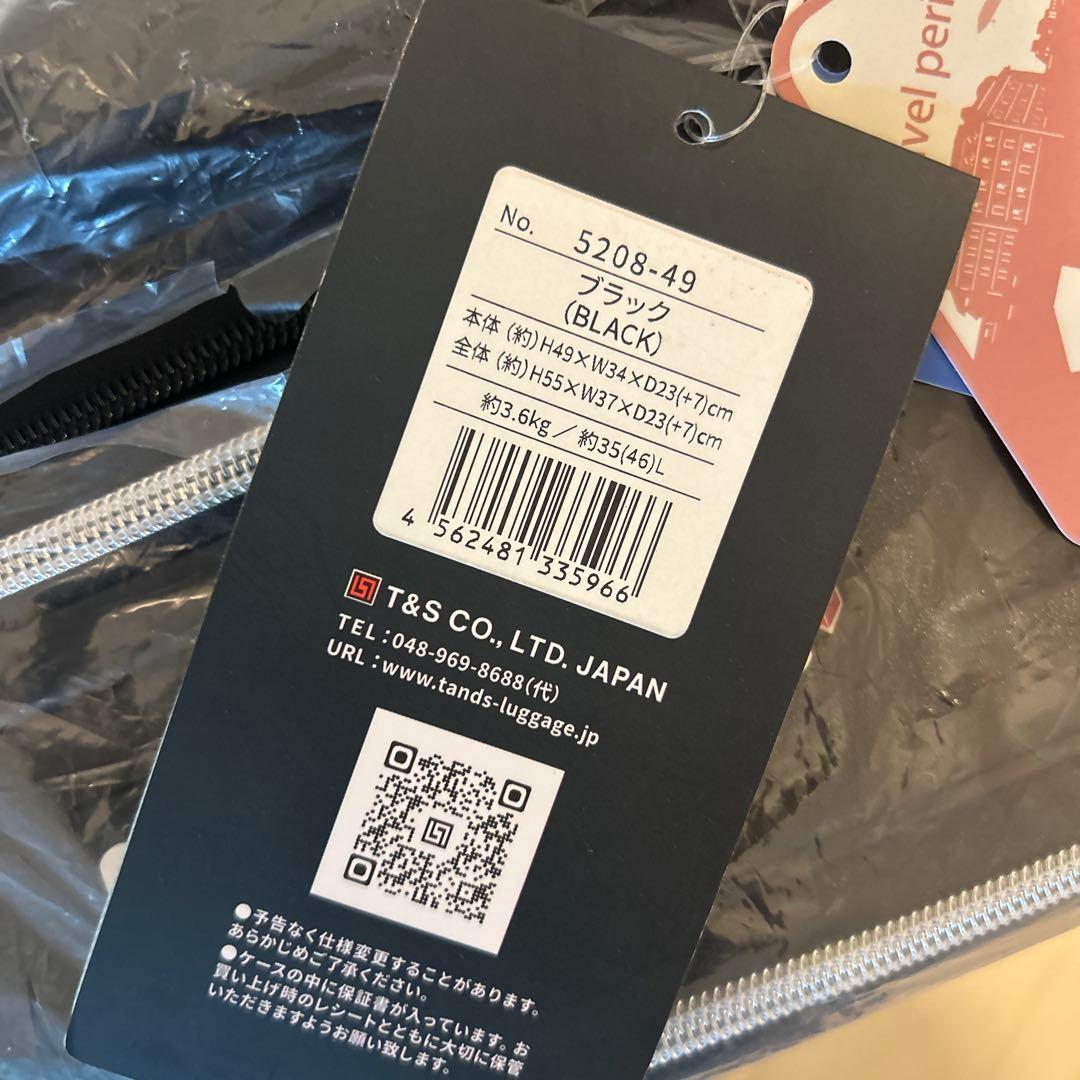 No. 5208-49
ブラック
(BLACK)
本体 (約)H49×W34×D23(+7)cm
全体 (約)H55×W37×D23(+7)cm
約3.6kg／約35(46)L
4 562481 335966
T&S CO., LTD. JAPAN
TEL:048-969-8688(代)
URL:www.tands-luggage.jp
●予告なく仕様変更することがあります。
あらかじめご了承ください。
●ケースの中に保証書が入っています。お
買い上げ時のレシートとともに大切に保管
いただきますようお願い致します。